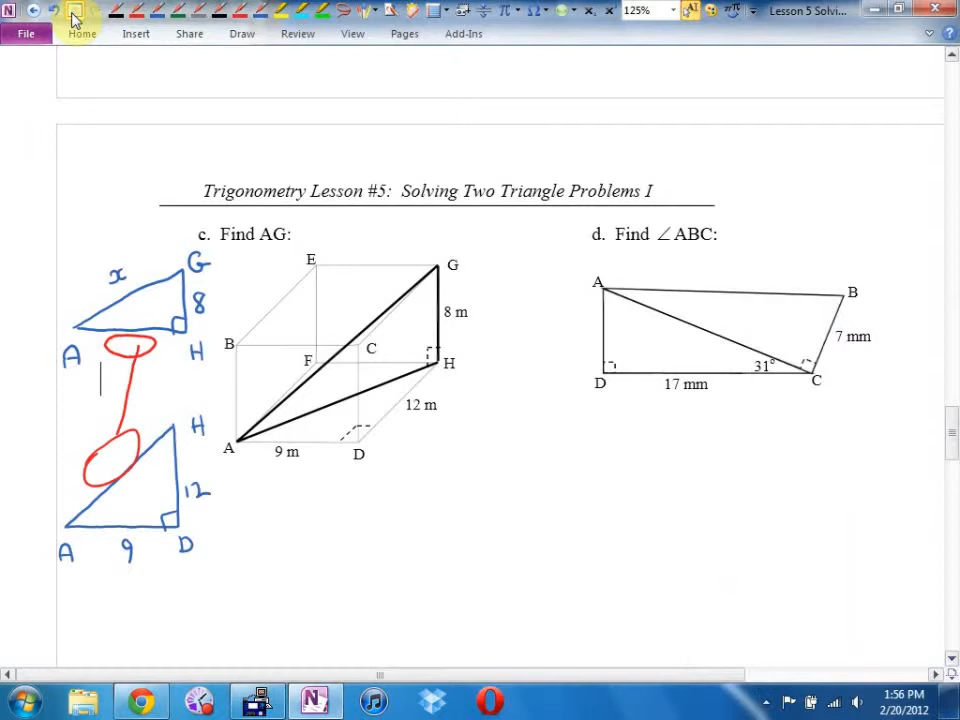 125%
Lesson 5 Solvi...
File Home Insert Share Draw Review View Pages Add-Ins
Trigonometry Lesson #5: Solving Two Triangle Problems I
c. Find AG:
d. Find ∠ABC:
E
G
8 m
B
C
F
H
12 m
A
9 m
D
A
B
7 mm
31°
D
17 mm
C
x
G
8
A
H
H
12
A
9
D
1:56 PM
2/20/2012